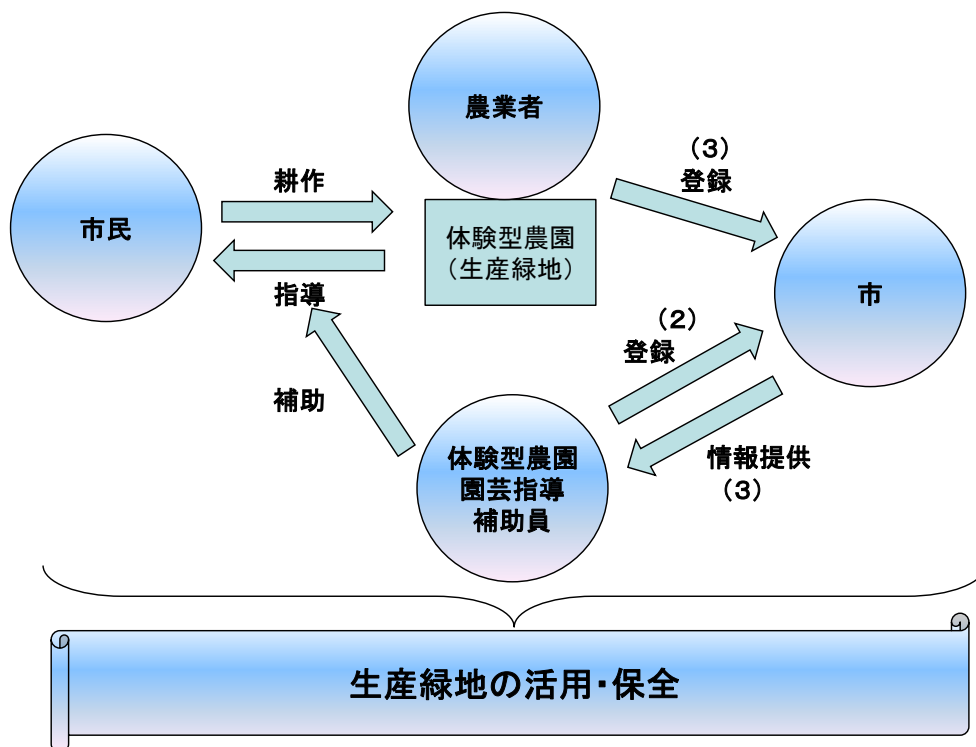 農業者
(3)
登録
耕作
市民
体験型農園
(生産緑地)
市
指導
(2)
登録
補助
体験型農園
園芸指導
補助員
情報提供
(3)
生産緑地の活用・保全